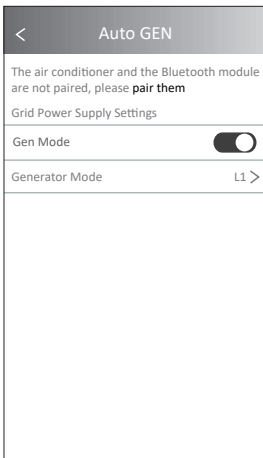 Auto GEN
The air conditioner and the Bluetooth module
are not paired, please pair them
Grid Power Supply Settings
Gen Mode
Generator Mode L1